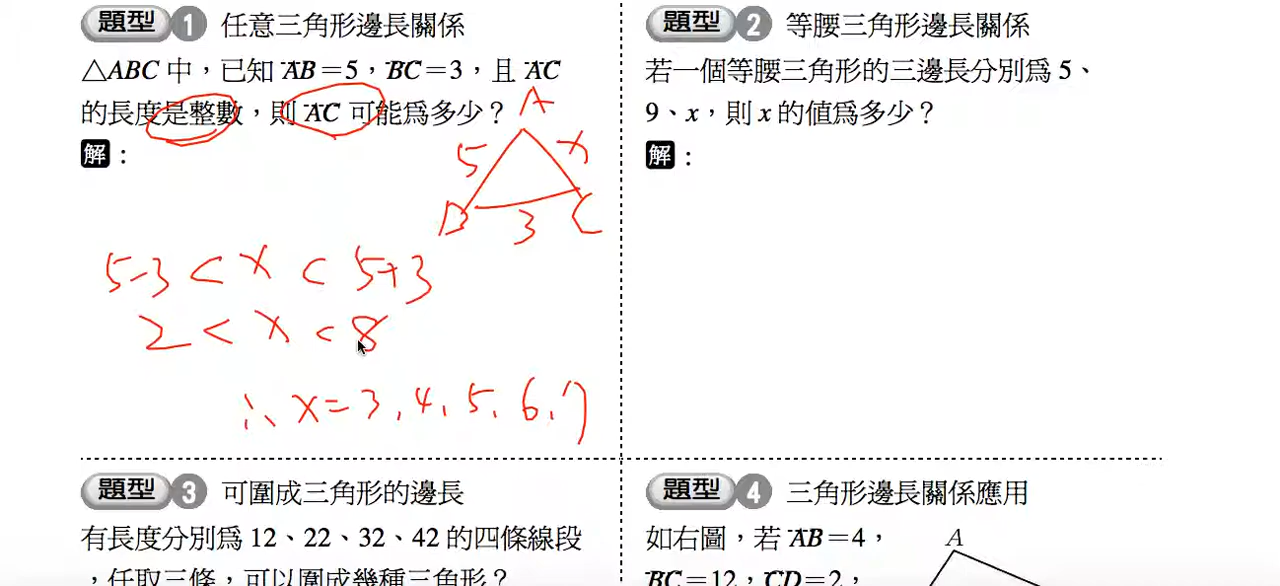 題型 1 任意三角形邊長關係
△ABC 中，已知 AB＝5，BC＝3，且 AC
的長度是整數，則 AC 可能為多少？
解：
A
5
x
B
3
C
5-3 < x < 5+3
2 < x < 8
∴ x = 3, 4, 5, 6, 7
題型 2 等腰三角形邊長關係
若一個等腰三角形的三邊長分別為 5、
9、x，則 x 的值為多少？
解：
題型 3 可圍成三角形的邊長
有長度分別為 12、22、32、42 的四條線段
，任取三條，可以圍成幾種三角形？
題型 4 三角形邊長關係應用
如右圖，若 AB＝4，
BC＝12，CD＝2，
A